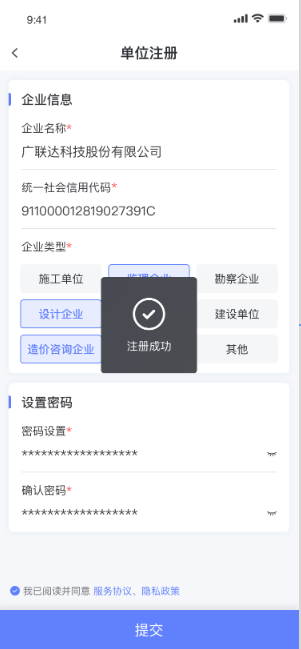 9:41
单位注册
企业信息
企业名称*
广联达科技股份有限公司
统一社会信用代码*
911000012819027391C
企业类型*
施工单位 监理企业 勘察企业
设计企业 建设单位
造价咨询企业 其他
注册成功
设置密码
密码设置*
******************
确认密码*
******************
我已阅读并同意 服务协议、隐私政策
提交